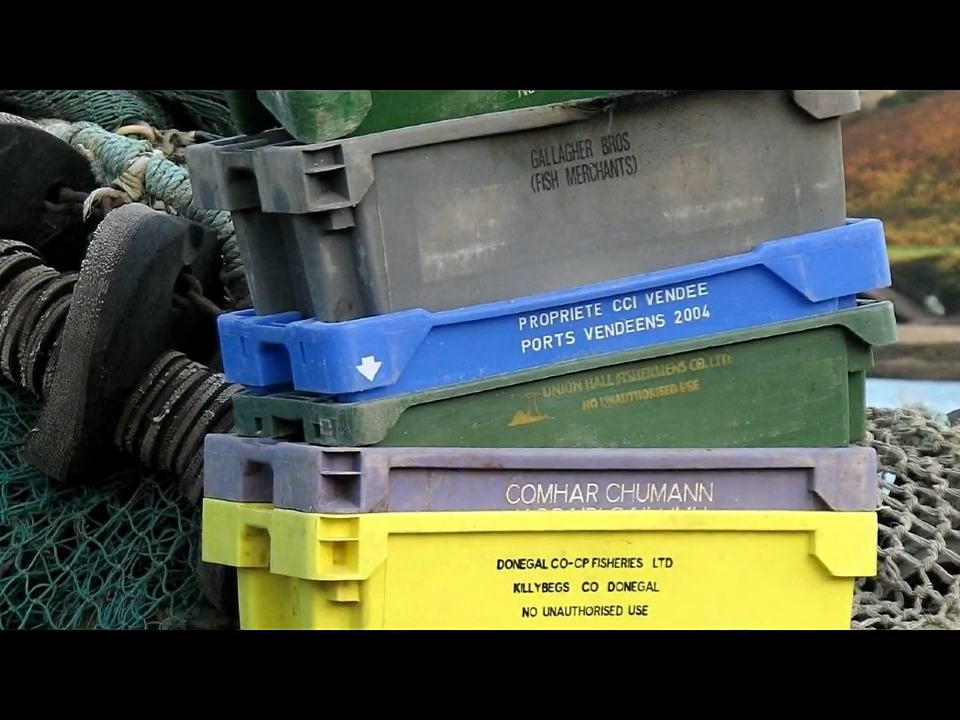 GALLAGHER BROS
(FISH MERCHANTS)
PROPRIETE CCI VENDEE
PORTS VENDEENS 2004
UNION HALL FISHERMENS CO. LTD.
NO UNAUTHORISED USE
COMHAR CHUMANN
DONEGAL CO-OP FISHERIES LTD
KILLYBEGS CO DONEGAL
NO UNAUTHORISED USE